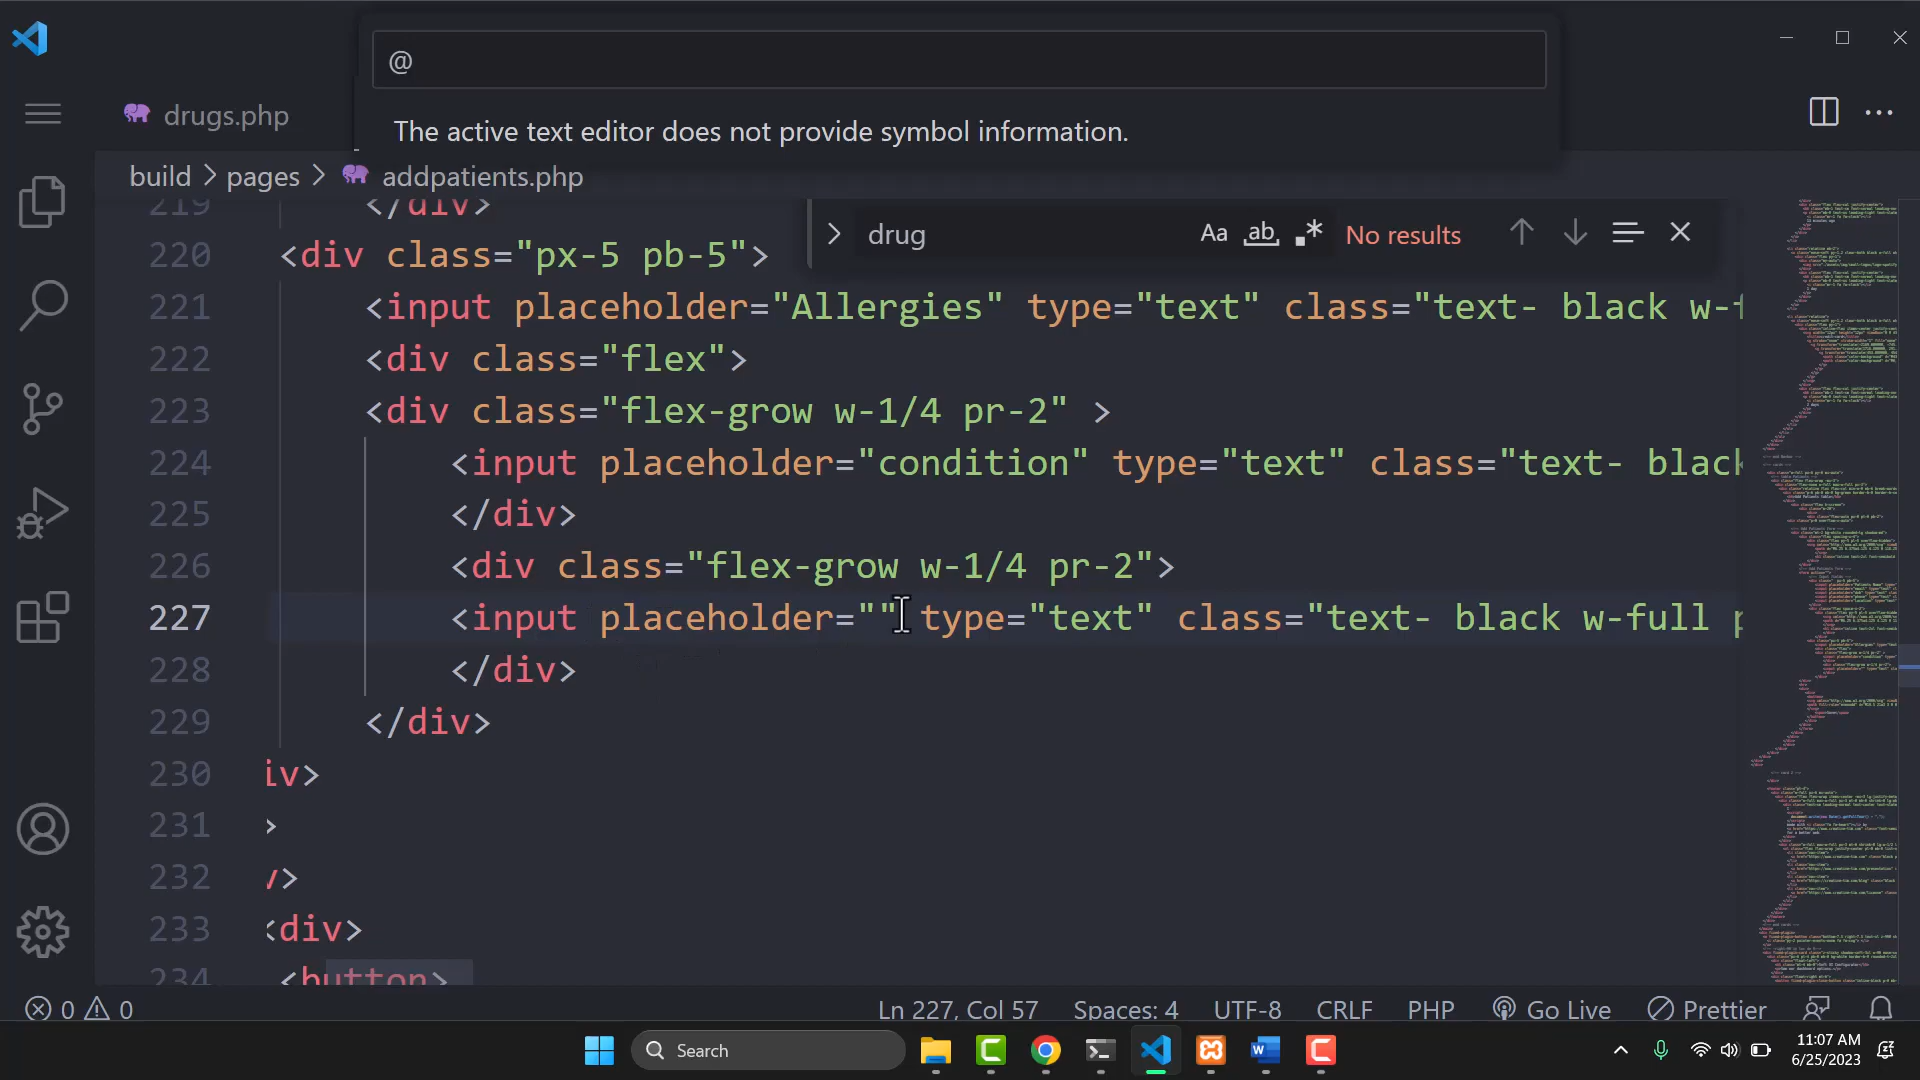 @
The active text editor does not provide symbol information.
drugs.php
build > pages > addpatients.php
drug Aa ab .* No results
219 </div>
220 <div class="px-5 pb-5">
221 <input placeholder="Allergies" type="text" class="text- black w-f
222 <div class="flex">
223 <div class="flex-grow w-1/4 pr-2" >
224 <input placeholder="condition" type="text" class="text- black
225 </div>
226 <div class="flex-grow w-1/4 pr-2">
227 <input placeholder="" type="text" class="text- black w-full p
228 </div>
229 </div>
230 iv>
231 >
232 v>
233 <div>
234 <button>
0 0 Ln 227, Col 57 Spaces: 4 UTF-8 CRLF PHP Go Live Prettier
Search
11:07 AM
6/25/2023